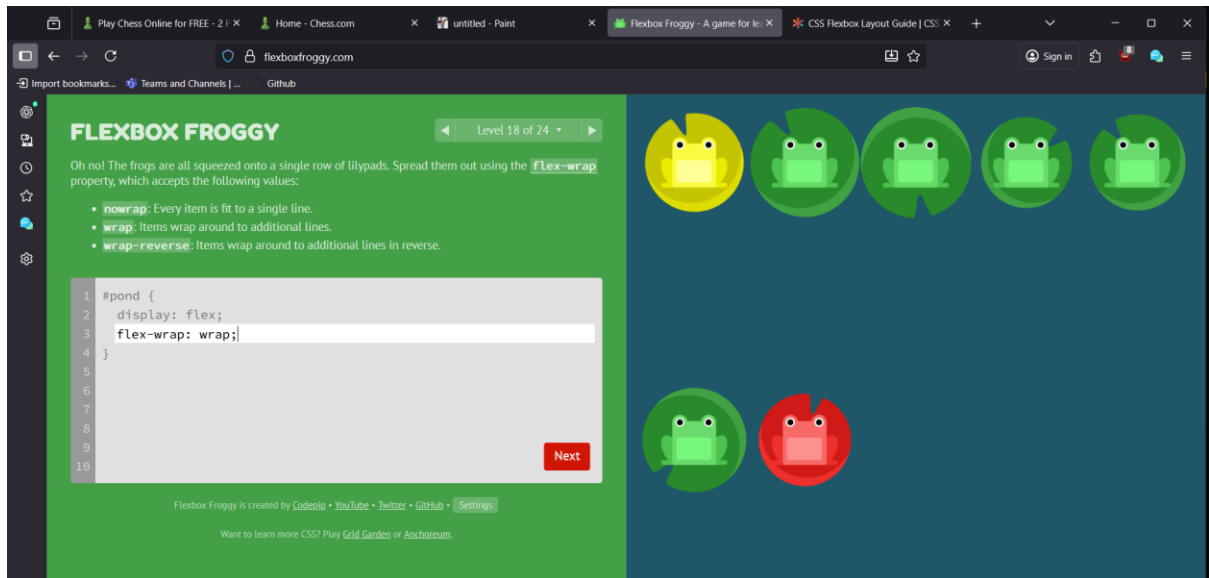 Play Chess Online for FREE - 2 P
Home - Chess.com
untitled - Paint
Flexbox Froggy - A game for le
CSS Flexbox Layout Guide | CSS
flexboxfroggy.com
Sign in
8
Import bookmarks...
Teams and Channels | ...
Github
FLEXBOX FROGGY
Level 18 of 24
Oh no! The frogs are all squeezed onto a single row of lilypads. Spread them out using the flex-wrap
property, which accepts the following values:
• nowrap: Every item is fit to a single line.
• wrap: Items wrap around to additional lines.
• wrap-reverse: Items wrap around to additional lines in reverse.
1 #pond {
2 display: flex;
3 flex-wrap: wrap;
4 }
5
6
7
8
9
10
Next
Flexbox Froggy is created by Codepip • YouTube • Twitter • GitHub • Settings
Want to learn more CSS? Play Grid Garden or Anchoreum.